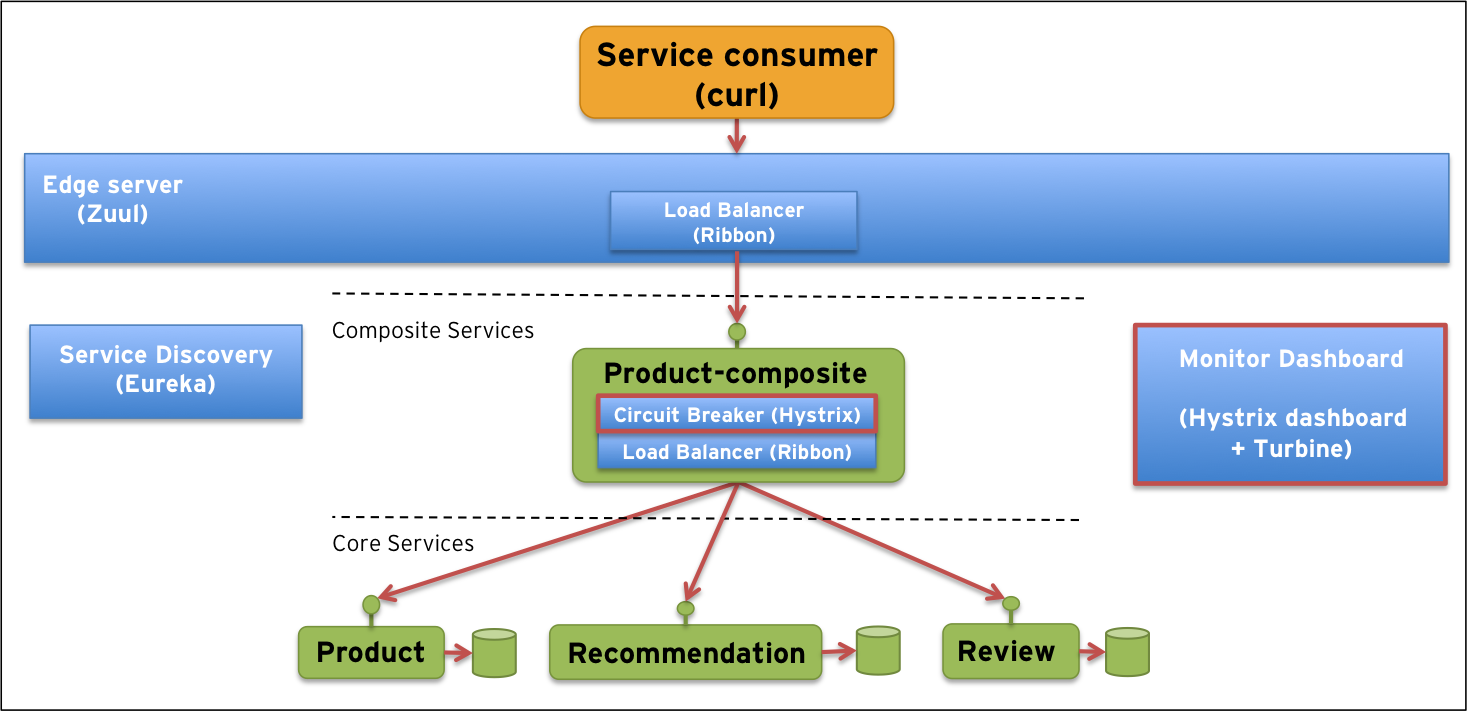 Service consumer
(curl)
Edge server
(Zuul)
Load Balancer
(Ribbon)
Composite Services
Service Discovery
(Eureka)
Product-composite
Circuit Breaker (Hystrix)
Load Balancer (Ribbon)
Monitor Dashboard
(Hystrix dashboard
+ Turbine)
Core Services
Product
Recommendation
Review